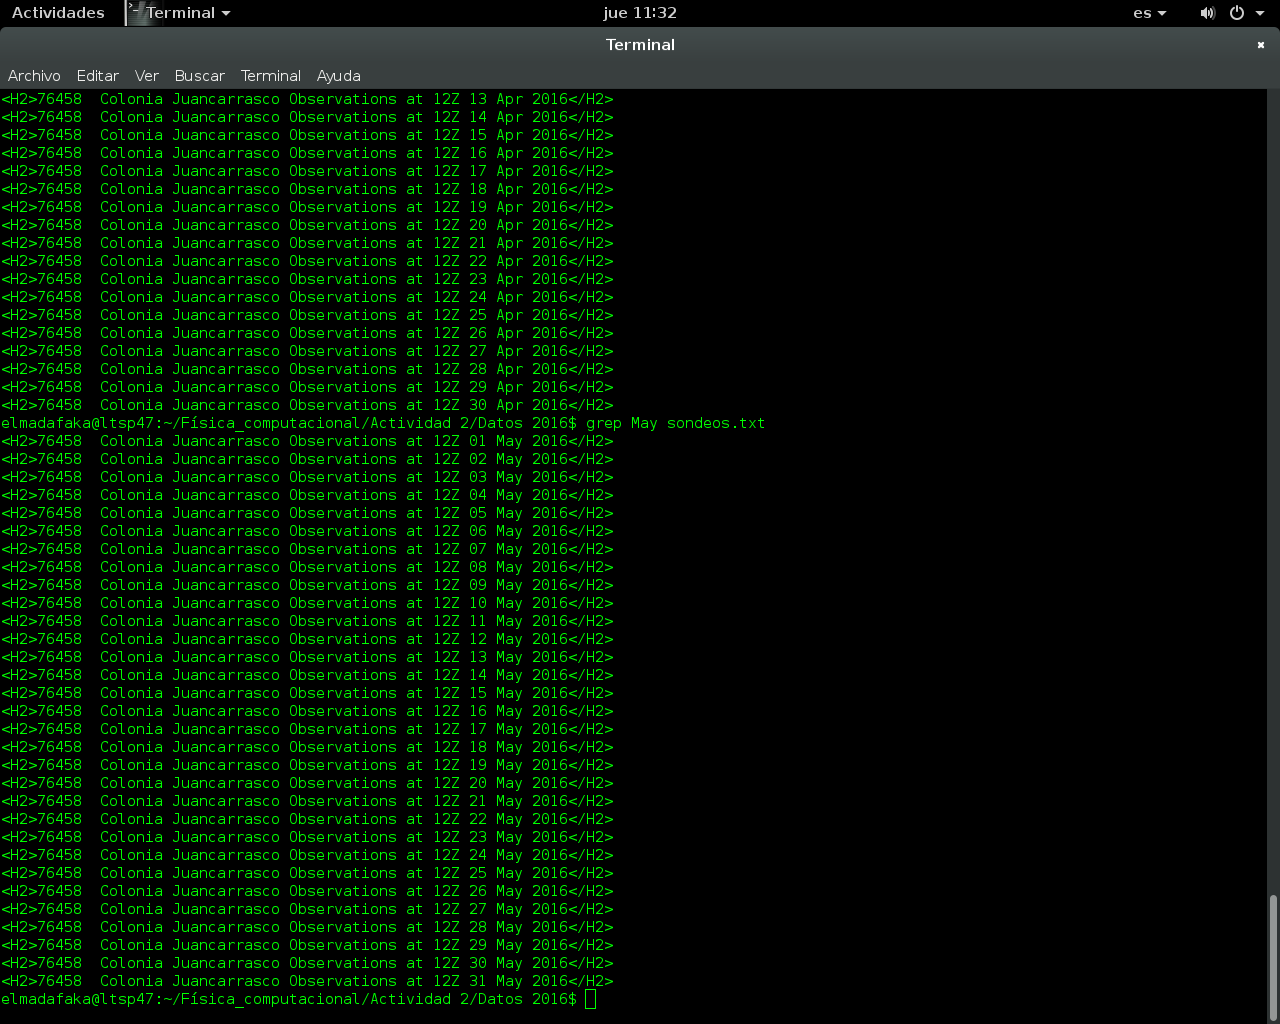 Actividades Terminal jue 11:32 es
Terminal
Archivo Editar Ver Buscar Terminal Ayuda
<H2>76458  Colonia Juancarrasco Observations at 12Z 13 Apr 2016</H2>
<H2>76458  Colonia Juancarrasco Observations at 12Z 14 Apr 2016</H2>
<H2>76458  Colonia Juancarrasco Observations at 12Z 15 Apr 2016</H2>
<H2>76458  Colonia Juancarrasco Observations at 12Z 16 Apr 2016</H2>
<H2>76458  Colonia Juancarrasco Observations at 12Z 17 Apr 2016</H2>
<H2>76458  Colonia Juancarrasco Observations at 12Z 18 Apr 2016</H2>
<H2>76458  Colonia Juancarrasco Observations at 12Z 19 Apr 2016</H2>
<H2>76458  Colonia Juancarrasco Observations at 12Z 20 Apr 2016</H2>
<H2>76458  Colonia Juancarrasco Observations at 12Z 21 Apr 2016</H2>
<H2>76458  Colonia Juancarrasco Observations at 12Z 22 Apr 2016</H2>
<H2>76458  Colonia Juancarrasco Observations at 12Z 23 Apr 2016</H2>
<H2>76458  Colonia Juancarrasco Observations at 12Z 24 Apr 2016</H2>
<H2>76458  Colonia Juancarrasco Observations at 12Z 25 Apr 2016</H2>
<H2>76458  Colonia Juancarrasco Observations at 12Z 26 Apr 2016</H2>
<H2>76458  Colonia Juancarrasco Observations at 12Z 27 Apr 2016</H2>
<H2>76458  Colonia Juancarrasco Observations at 12Z 28 Apr 2016</H2>
<H2>76458  Colonia Juancarrasco Observations at 12Z 29 Apr 2016</H2>
<H2>76458  Colonia Juancarrasco Observations at 12Z 30 Apr 2016</H2>
elmadafaka@ltsp47:~/Física_computacional/Actividad 2/Datos 2016$ grep May sondeos.txt
<H2>76458  Colonia Juancarrasco Observations at 12Z 01 May 2016</H2>
<H2>76458  Colonia Juancarrasco Observations at 12Z 02 May 2016</H2>
<H2>76458  Colonia Juancarrasco Observations at 12Z 03 May 2016</H2>
<H2>76458  Colonia Juancarrasco Observations at 12Z 04 May 2016</H2>
<H2>76458  Colonia Juancarrasco Observations at 12Z 05 May 2016</H2>
<H2>76458  Colonia Juancarrasco Observations at 12Z 06 May 2016</H2>
<H2>76458  Colonia Juancarrasco Observations at 12Z 07 May 2016</H2>
<H2>76458  Colonia Juancarrasco Observations at 12Z 08 May 2016</H2>
<H2>76458  Colonia Juancarrasco Observations at 12Z 09 May 2016</H2>
<H2>76458  Colonia Juancarrasco Observations at 12Z 10 May 2016</H2>
<H2>76458  Colonia Juancarrasco Observations at 12Z 11 May 2016</H2>
<H2>76458  Colonia Juancarrasco Observations at 12Z 12 May 2016</H2>
<H2>76458  Colonia Juancarrasco Observations at 12Z 13 May 2016</H2>
<H2>76458  Colonia Juancarrasco Observations at 12Z 14 May 2016</H2>
<H2>76458  Colonia Juancarrasco Observations at 12Z 15 May 2016</H2>
<H2>76458  Colonia Juancarrasco Observations at 12Z 16 May 2016</H2>
<H2>76458  Colonia Juancarrasco Observations at 12Z 17 May 2016</H2>
<H2>76458  Colonia Juancarrasco Observations at 12Z 18 May 2016</H2>
<H2>76458  Colonia Juancarrasco Observations at 12Z 19 May 2016</H2>
<H2>76458  Colonia Juancarrasco Observations at 12Z 20 May 2016</H2>
<H2>76458  Colonia Juancarrasco Observations at 12Z 21 May 2016</H2>
<H2>76458  Colonia Juancarrasco Observations at 12Z 22 May 2016</H2>
<H2>76458  Colonia Juancarrasco Observations at 12Z 23 May 2016</H2>
<H2>76458  Colonia Juancarrasco Observations at 12Z 24 May 2016</H2>
<H2>76458  Colonia Juancarrasco Observations at 12Z 25 May 2016</H2>
<H2>76458  Colonia Juancarrasco Observations at 12Z 26 May 2016</H2>
<H2>76458  Colonia Juancarrasco Observations at 12Z 27 May 2016</H2>
<H2>76458  Colonia Juancarrasco Observations at 12Z 28 May 2016</H2>
<H2>76458  Colonia Juancarrasco Observations at 12Z 29 May 2016</H2>
<H2>76458  Colonia Juancarrasco Observations at 12Z 30 May 2016</H2>
<H2>76458  Colonia Juancarrasco Observations at 12Z 31 May 2016</H2>
elmadafaka@ltsp47:~/Física_computacional/Actividad 2/Datos 2016$